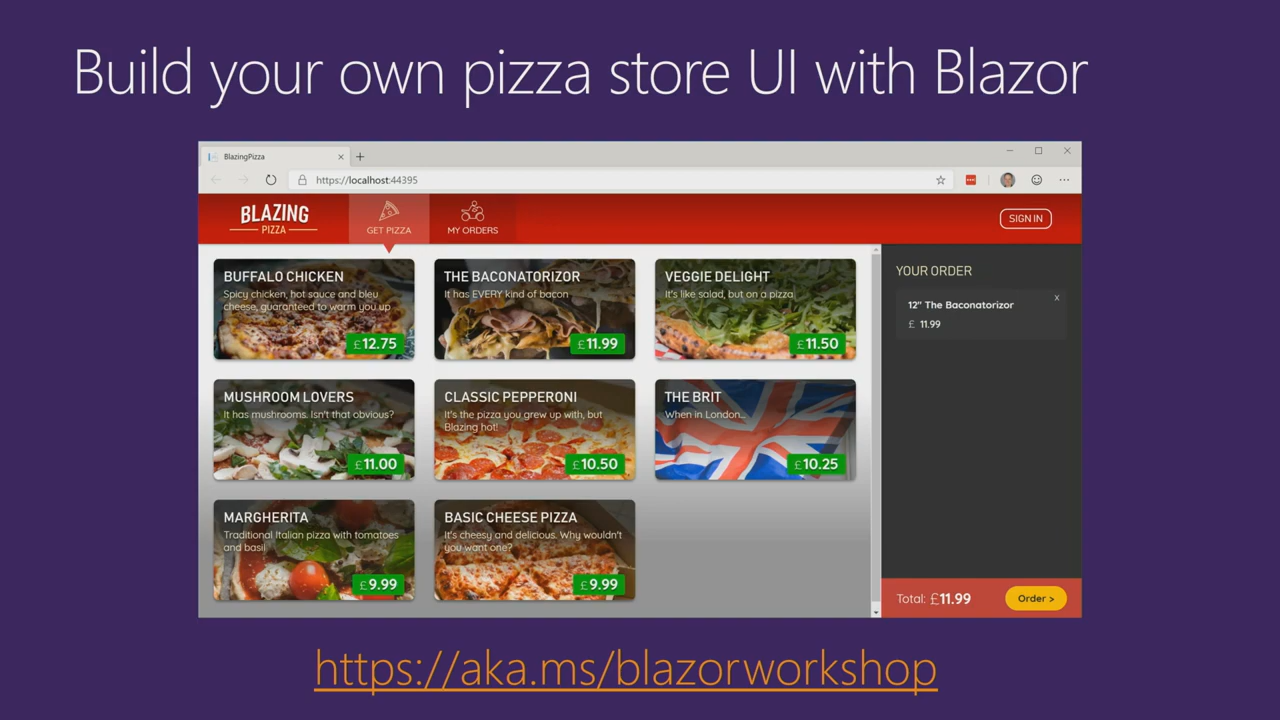 Build your own pizza store UI with Blazor
BlazingPizza
https://localhost:44395
BLAZING
PIZZA
GET PIZZA
MY ORDERS
SIGN IN
BUFFALO CHICKEN
Spicy chicken, hot sauce and bleu
cheese, guaranteed to warm you up
£12.75
THE BACONATORIZOR
It has EVERY kind of bacon
£11.99
VEGGIE DELIGHT
It's like salad, but on a pizza
£11.50
MUSHROOM LOVERS
It has mushrooms. Isn't that obvious?
£11.00
CLASSIC PEPPERONI
It's the pizza you grew up with, but
Blazing hot!
£10.50
THE BRIT
When in London...
£10.25
MARGHERITA
Traditional Italian pizza with tomatoes
and basil
£9.99
BASIC CHEESE PIZZA
It's cheesy and delicious. Why wouldn't
you want one?
£9.99
YOUR ORDER
12" The Baconatorizor
x
£ 11.99
Total: £11.99
Order >
https://aka.ms/blazorworkshop